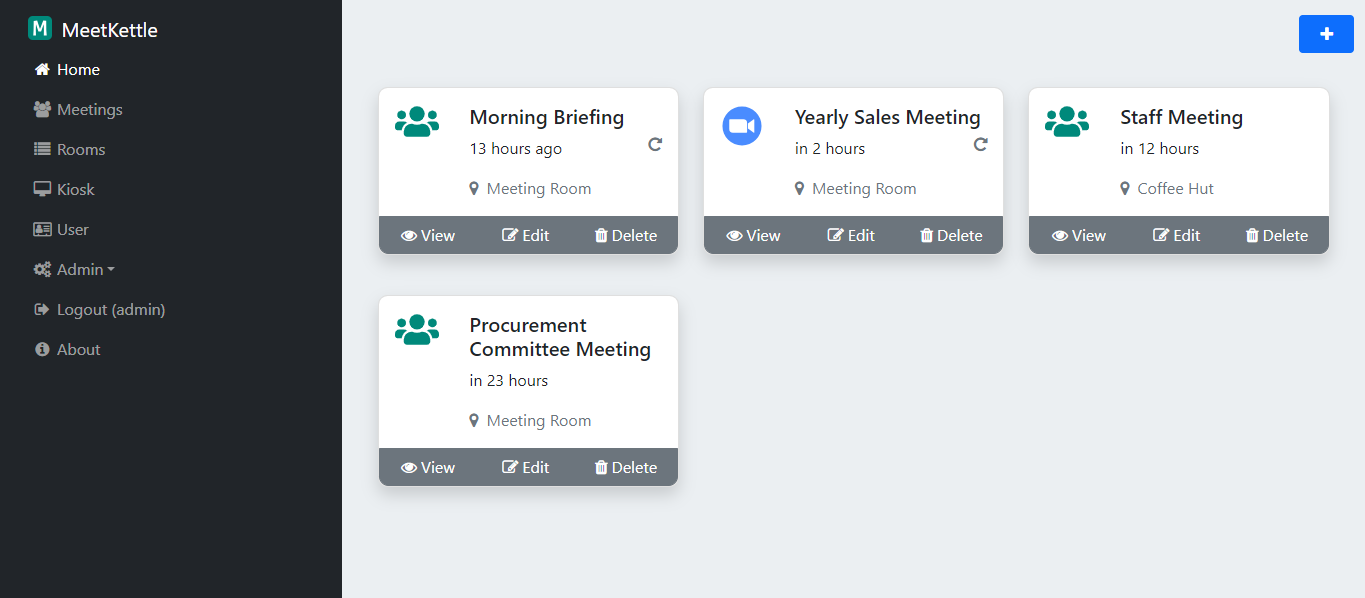 M MeetKettle
Home
Meetings
Rooms
Kiosk
User
Admin
Logout (admin)
About
Morning Briefing
13 hours ago
Meeting Room
View Edit Delete
Yearly Sales Meeting
in 2 hours
Meeting Room
View Edit Delete
Staff Meeting
in 12 hours
Coffee Hut
View Edit Delete
Procurement
Committee Meeting
in 23 hours
Meeting Room
View Edit Delete